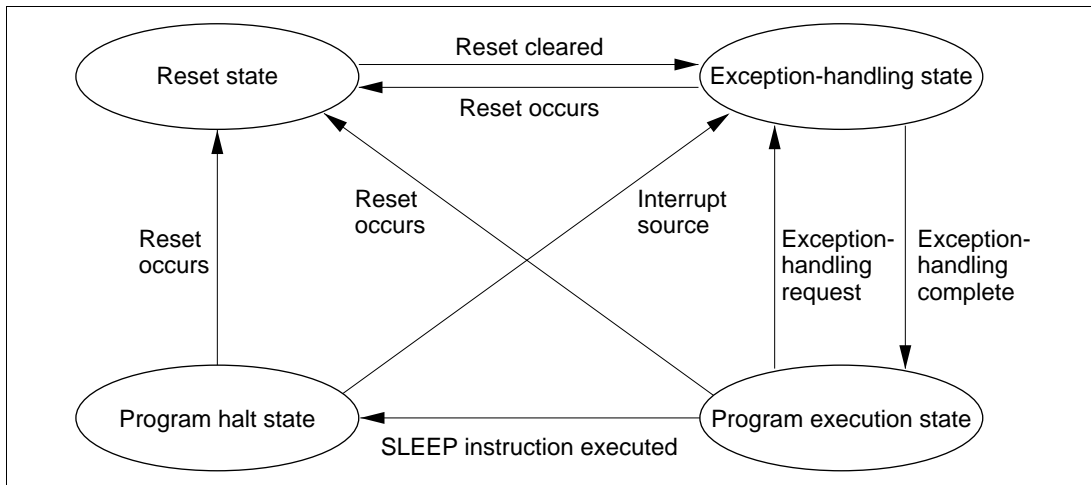 Reset cleared
Reset state
Exception-handling state
Reset occurs
Reset
occurs
Interrupt
source
Reset
occurs
Exception-
handling
request
Exception-
handling
complete
Program halt state
Program execution state
SLEEP instruction executed